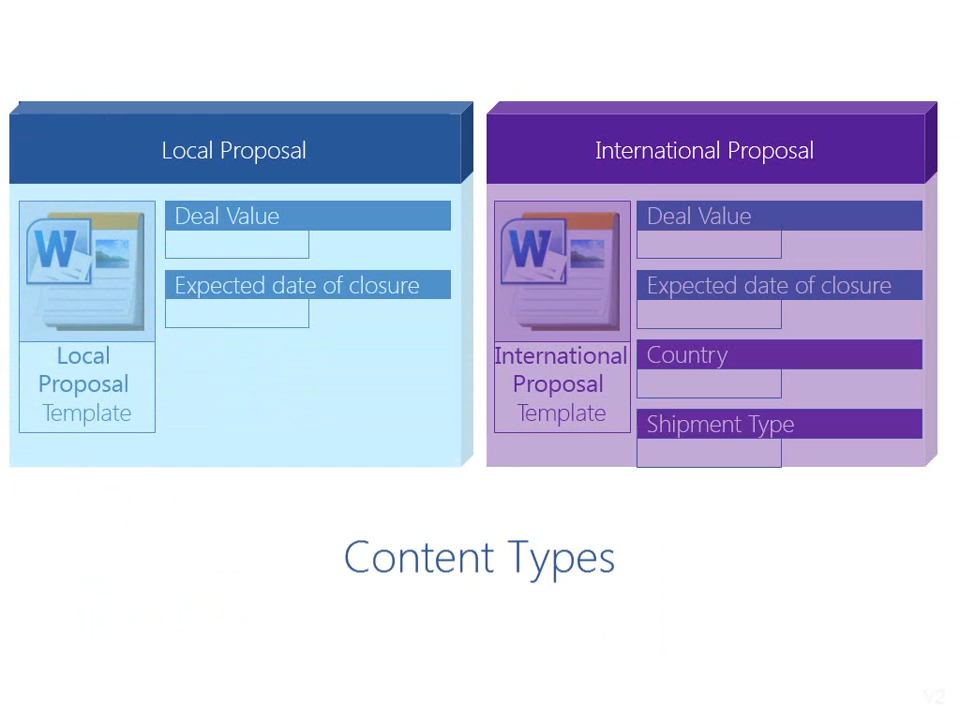 Local Proposal
W
Local
Proposal
Template
Deal Value
Expected date of closure
International Proposal
W
International
Proposal
Template
Deal Value
Expected date of closure
Country
Shipment Type
Content Types
V2